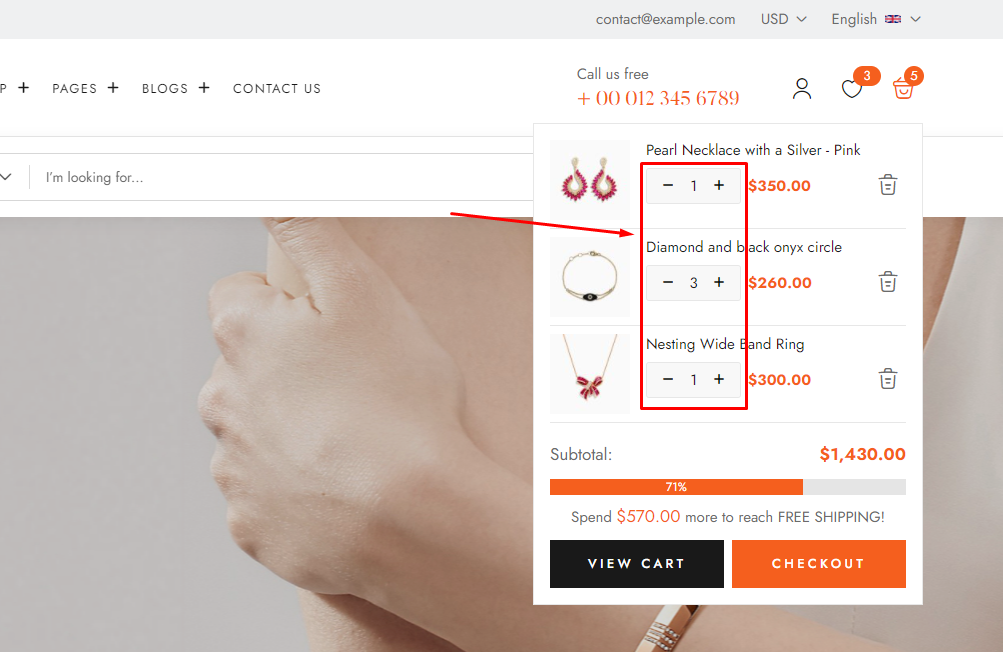 contact@example.com USD English
P + PAGES + BLOGS + CONTACT US
Call us free
+ 00 012 345 6789
3
5
I'm looking for...
Pearl Necklace with a Silver - Pink
− 1 + $350.00
Diamond and black onyx circle
− 3 + $260.00
Nesting Wide Band Ring
− 1 + $300.00
Subtotal: $1,430.00
71%
Spend $570.00 more to reach FREE SHIPPING!
VIEW CART CHECKOUT